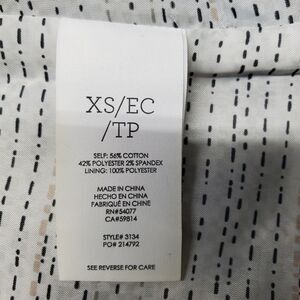 XS/EC
/TP
SELF: 56% COTTON
42% POLYESTER 2% SPANDEX
LINING: 100% POLYESTER
MADE IN CHINA
HECHO EN CHINA
FABRIQUÉ EN CHINE
RN#54077
CA#59814
STYLE# 3134
PO# 214792
SEE REVERSE FOR CARE